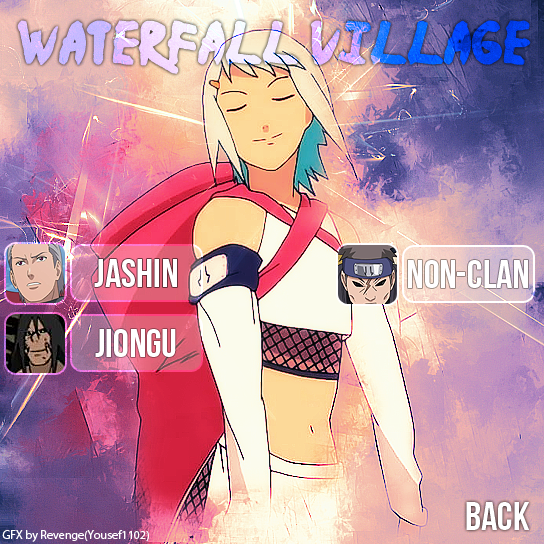 WATERFALL VILLAGE
JASHIN
NON-CLAN
JIONGU
BACK
GFX by Revenge(Yousef1102)